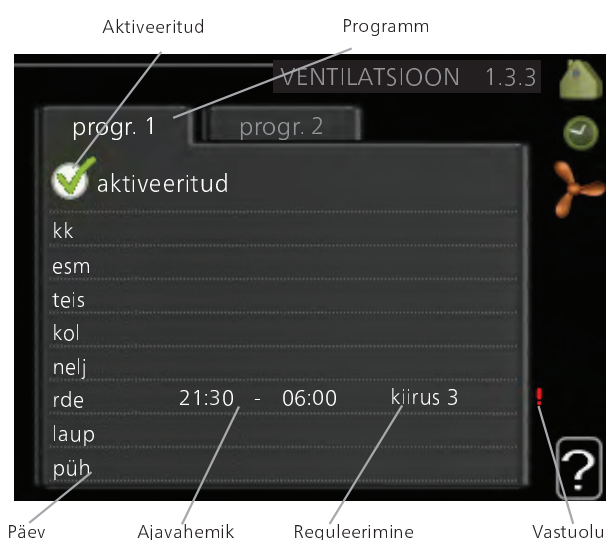 Aktiveeritud Programm
VENTILATSIOON 1.3.3
progr. 1 progr. 2
aktiveeritud
kk
esm
teis
kol
nelj
rde 21:30 - 06:00 kiirus 3 !
laup
püh
?
Päev Ajavahemik Reguleerimine Vastuolu